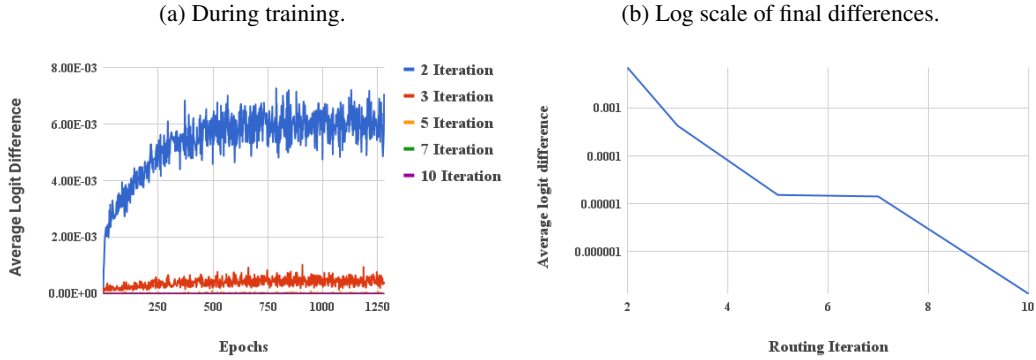 (a) During training.
(b) Log scale of final differences.
8.00E-03
6.00E-03
4.00E-03
2.00E-03
0.00E+00
Average Logit Difference
250
500
750
1000
1250
Epochs
2 Iteration
3 Iteration
5 Iteration
7 Iteration
10 Iteration
0.001
0.0001
0.00001
0.000001
Average logit difference
2
4
6
8
10
Routing Iteration